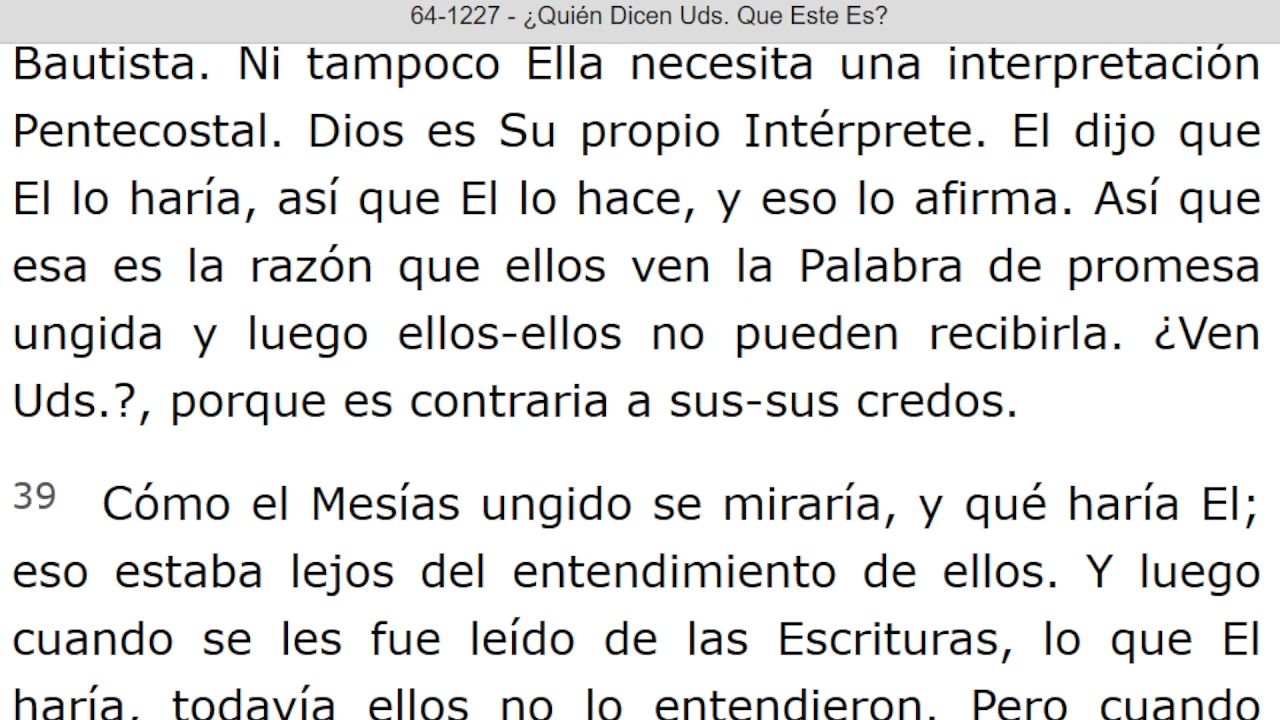 64-1227 - ¿Quién Dicen Uds. Que Este Es?
Bautista. Ni tampoco Ella necesita una interpretación
Pentecostal. Dios es Su propio Intérprete. El dijo que
El lo haría, así que El lo hace, y eso lo afirma. Así que
esa es la razón que ellos ven la Palabra de promesa
ungida y luego ellos-ellos no pueden recibirla. ¿Ven
Uds.?, porque es contraria a sus-sus credos.
39 Cómo el Mesías ungido se miraría, y qué haría El;
eso estaba lejos del entendimiento de ellos. Y luego
cuando se les fue leído de las Escrituras, lo que El
haría, todavía ellos no lo entendieron. Pero cuando